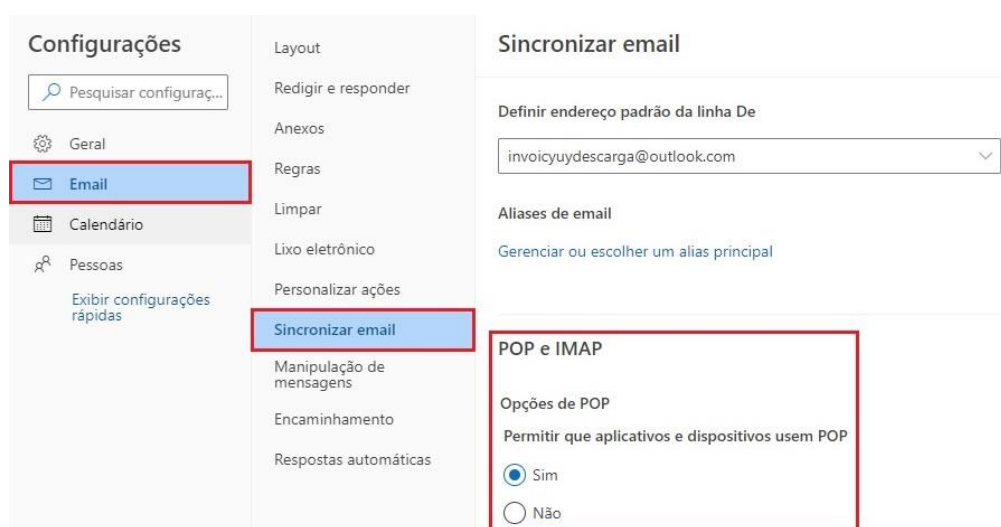 Configurações
Pesquisar configuraç...
Geral
Email
Calendário
Pessoas
Exibir configurações
rápidas
Layout
Redigir e responder
Anexos
Regras
Limpar
Lixo eletrônico
Personalizar ações
Sincronizar email
Manipulação de
mensagens
Encaminhamento
Respostas automáticas
Sincronizar email
Definir endereço padrão da linha De
invoicyuydescarga@outlook.com
Aliases de email
Gerenciar ou escolher um alias principal
POP e IMAP
Opções de POP
Permitir que aplicativos e dispositivos usem POP
Sim
Não